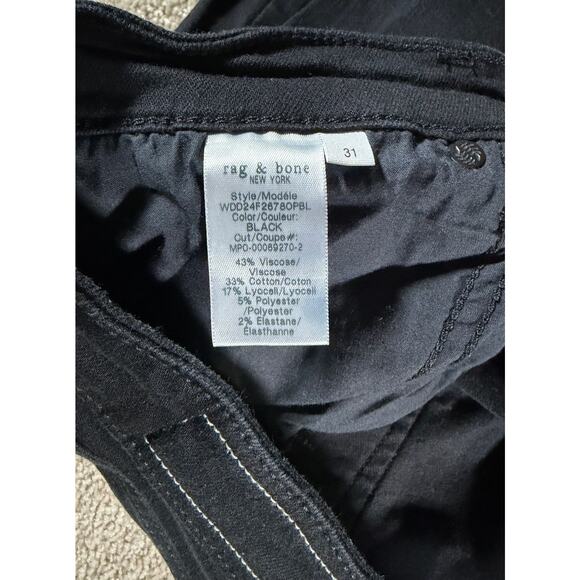 rag & bone
NEW YORK
31
Style/Modèle
WDD24F2678OPBL
Color/Couleur:
BLACK
Cut/Coupe#:
MPO-00069270-2
43% Viscose/
Viscose
33% Cotton/Coton
17% Lyocell/Lyocell
5% Polyester
/Polyester
2% Elastane/
Élasthanne